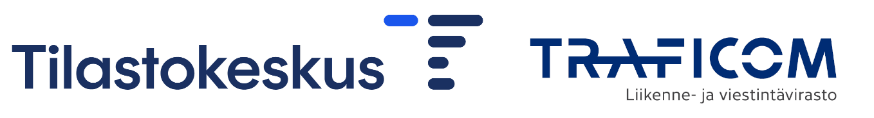 Tilastokeskus
TRAFICOM
Liikenne- ja viestintävirasto